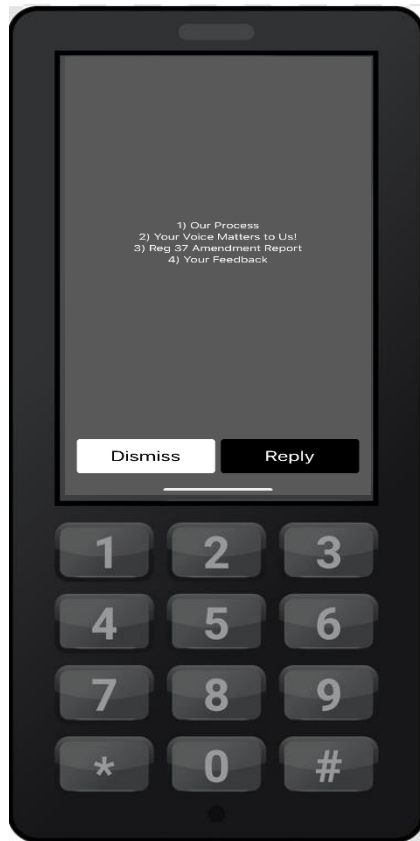 1) Our Process
2) Your Voice Matters to Us!
3) Reg 37 Amendment Report
4) Your Feedback
Dismiss Reply
1 2 3
4 5 6
7 8 9
* 0 #